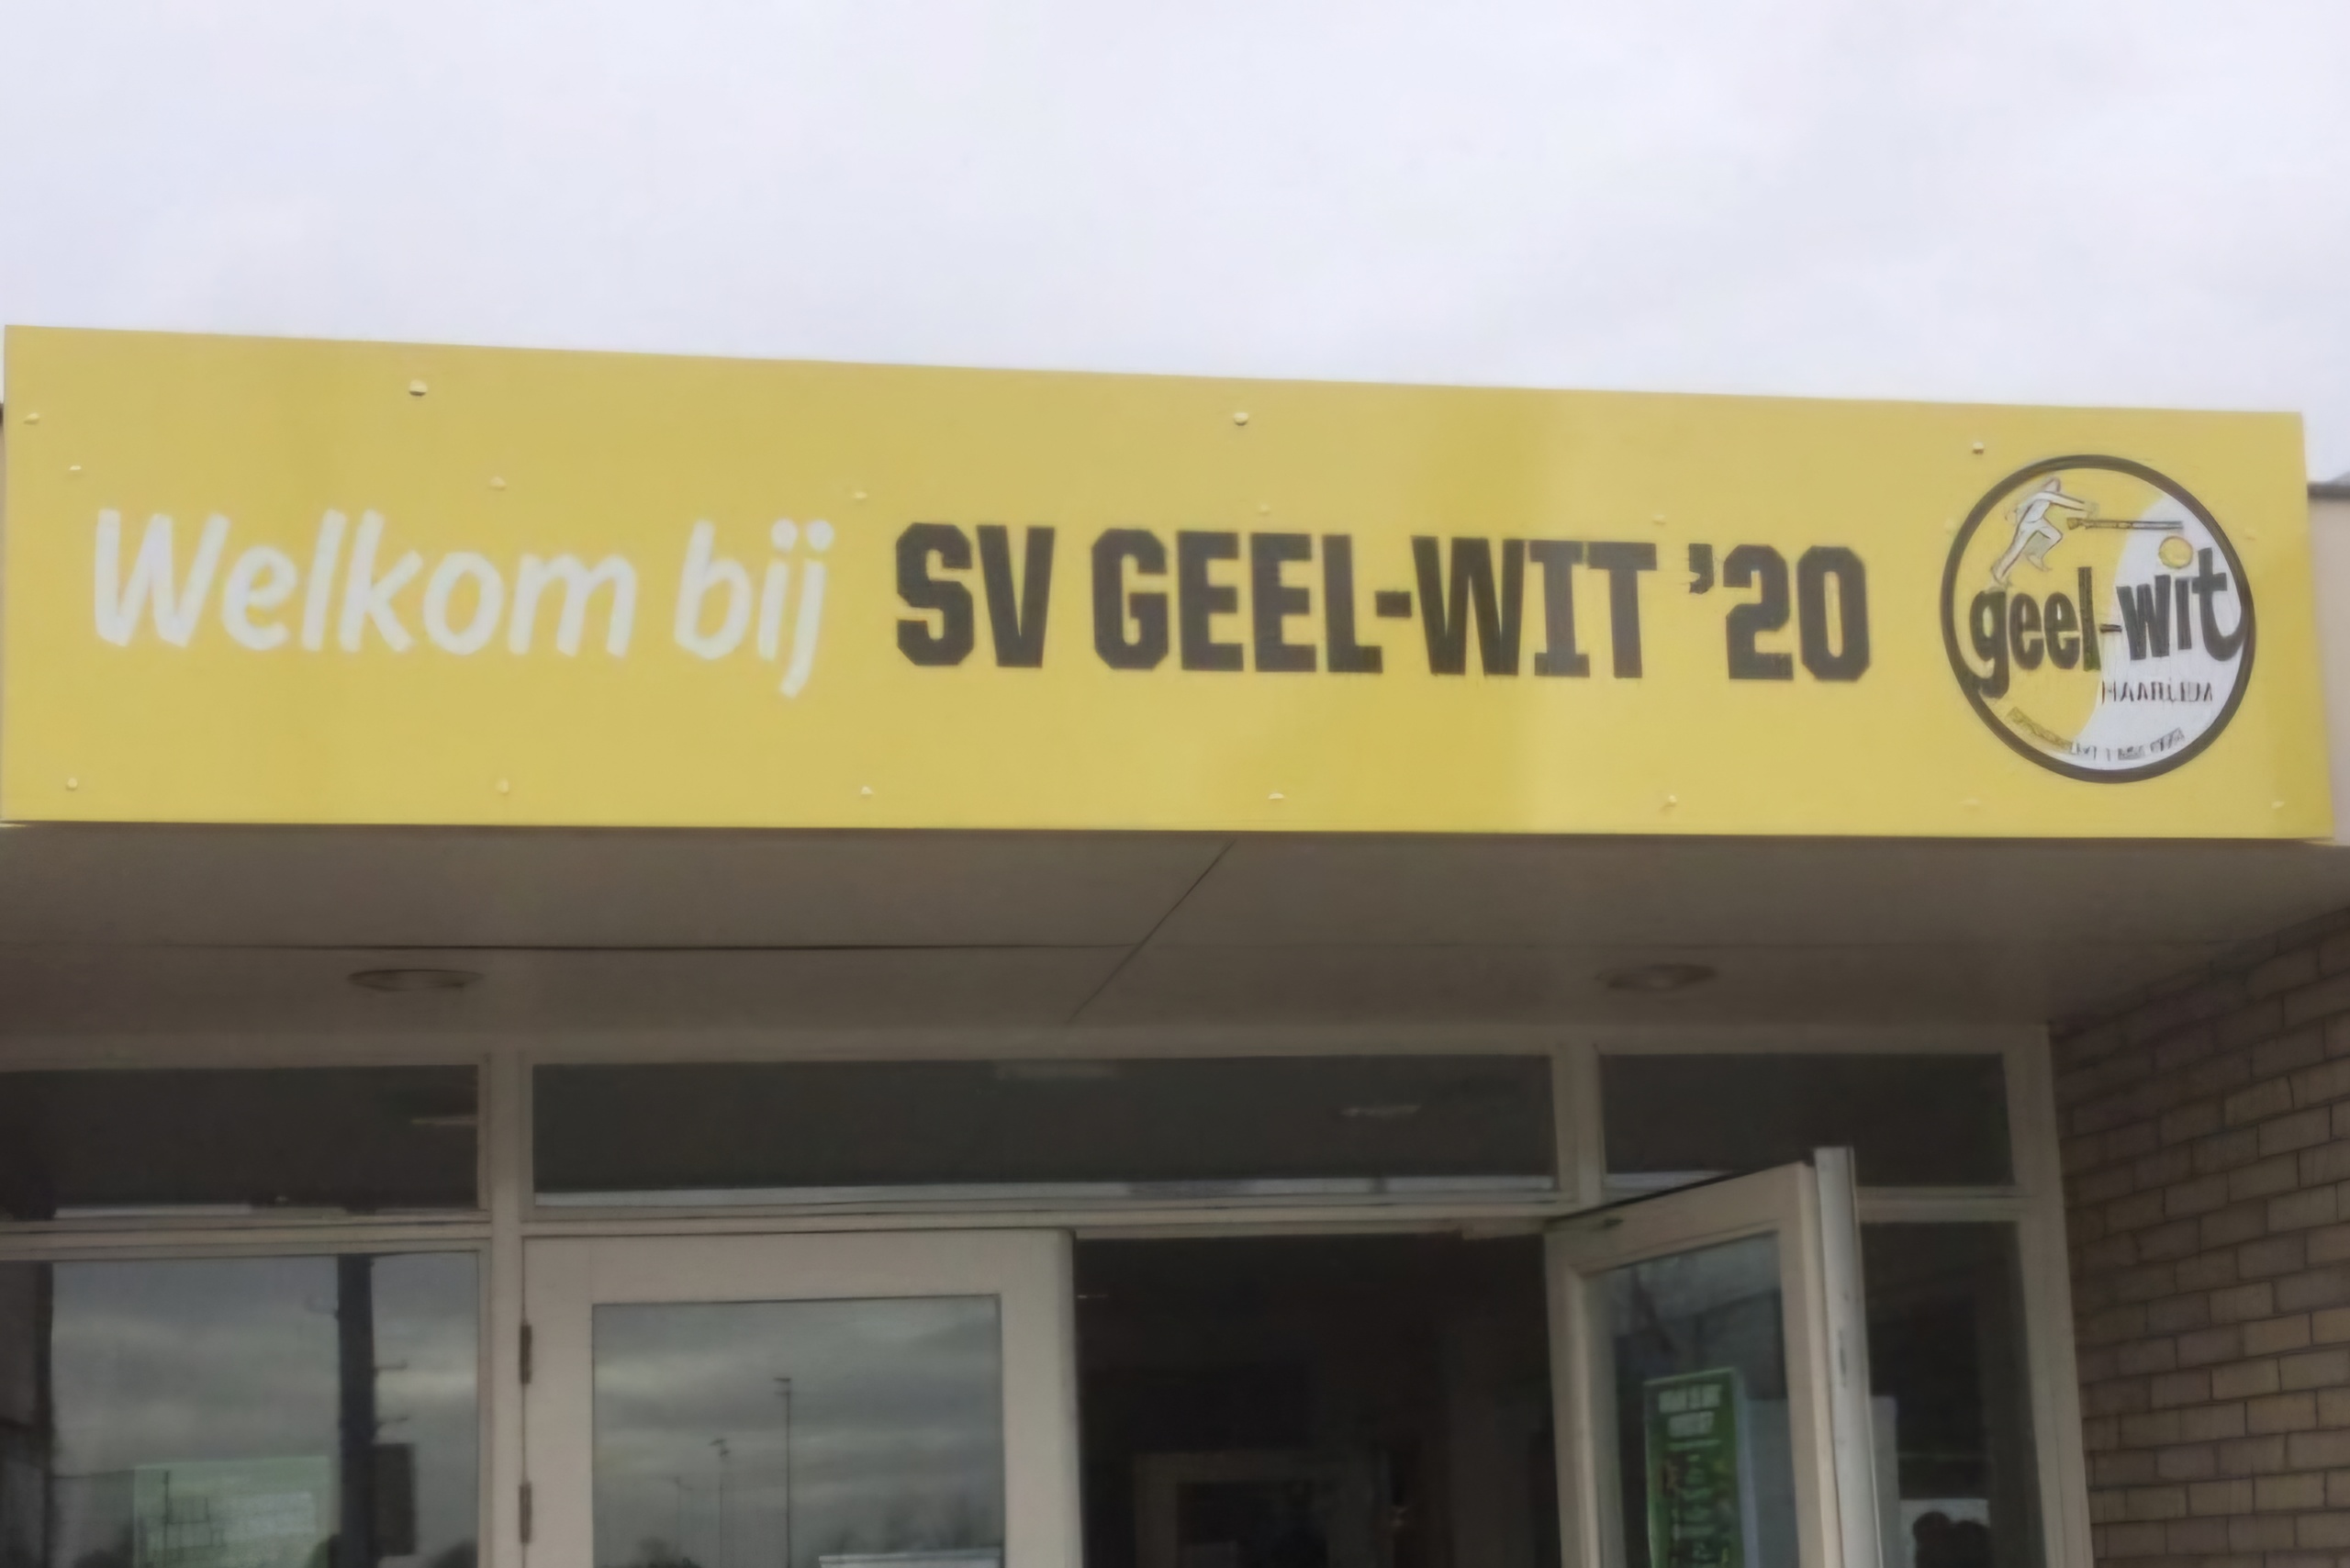 Welkom bij SV GEEL-WIT '20
geel-wit
HAARLEM